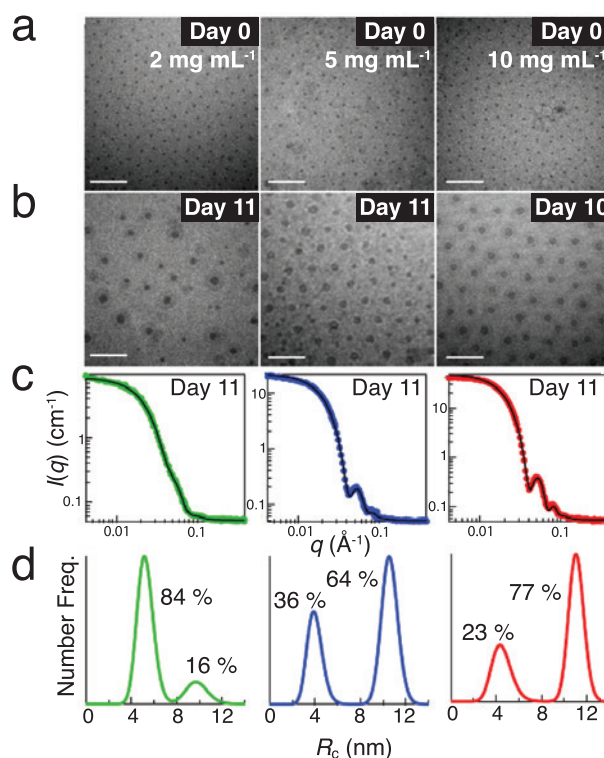 a
Day 0 Day 0 Day 0
2 mg mL⁻¹ 5 mg mL⁻¹ 10 mg mL⁻¹
b
Day 11 Day 11 Day 10
c
Day 11 Day 11 Day 11
I(q) (cm⁻¹)
1 10 10
0.1 1 1
0.1 0.1
0.01 0.1 0.01 0.1 0.01 0.1
q (Å⁻¹)
d
Number Freq.
84 % 64 % 77 %
16 % 36 % 23 %
0 4 8 12 0 4 8 12 0 4 8 12
Rc (nm)